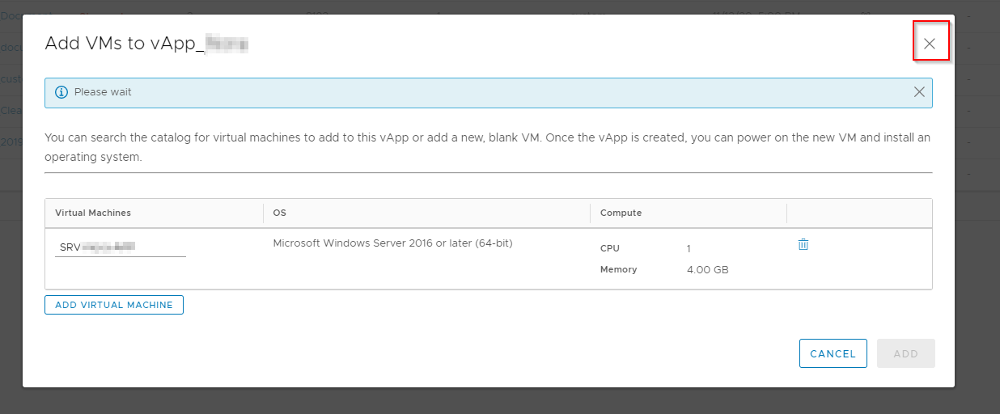 Add VMs to vApp_
Please wait
You can search the catalog for virtual machines to add to this vApp or add a new, blank VM. Once the vApp is created, you can power on the new VM and install an
operating system.
Virtual Machines OS Compute
SRV
Microsoft Windows Server 2016 or later (64-bit)
CPU 1
Memory 4.00 GB
ADD VIRTUAL MACHINE
CANCEL ADD